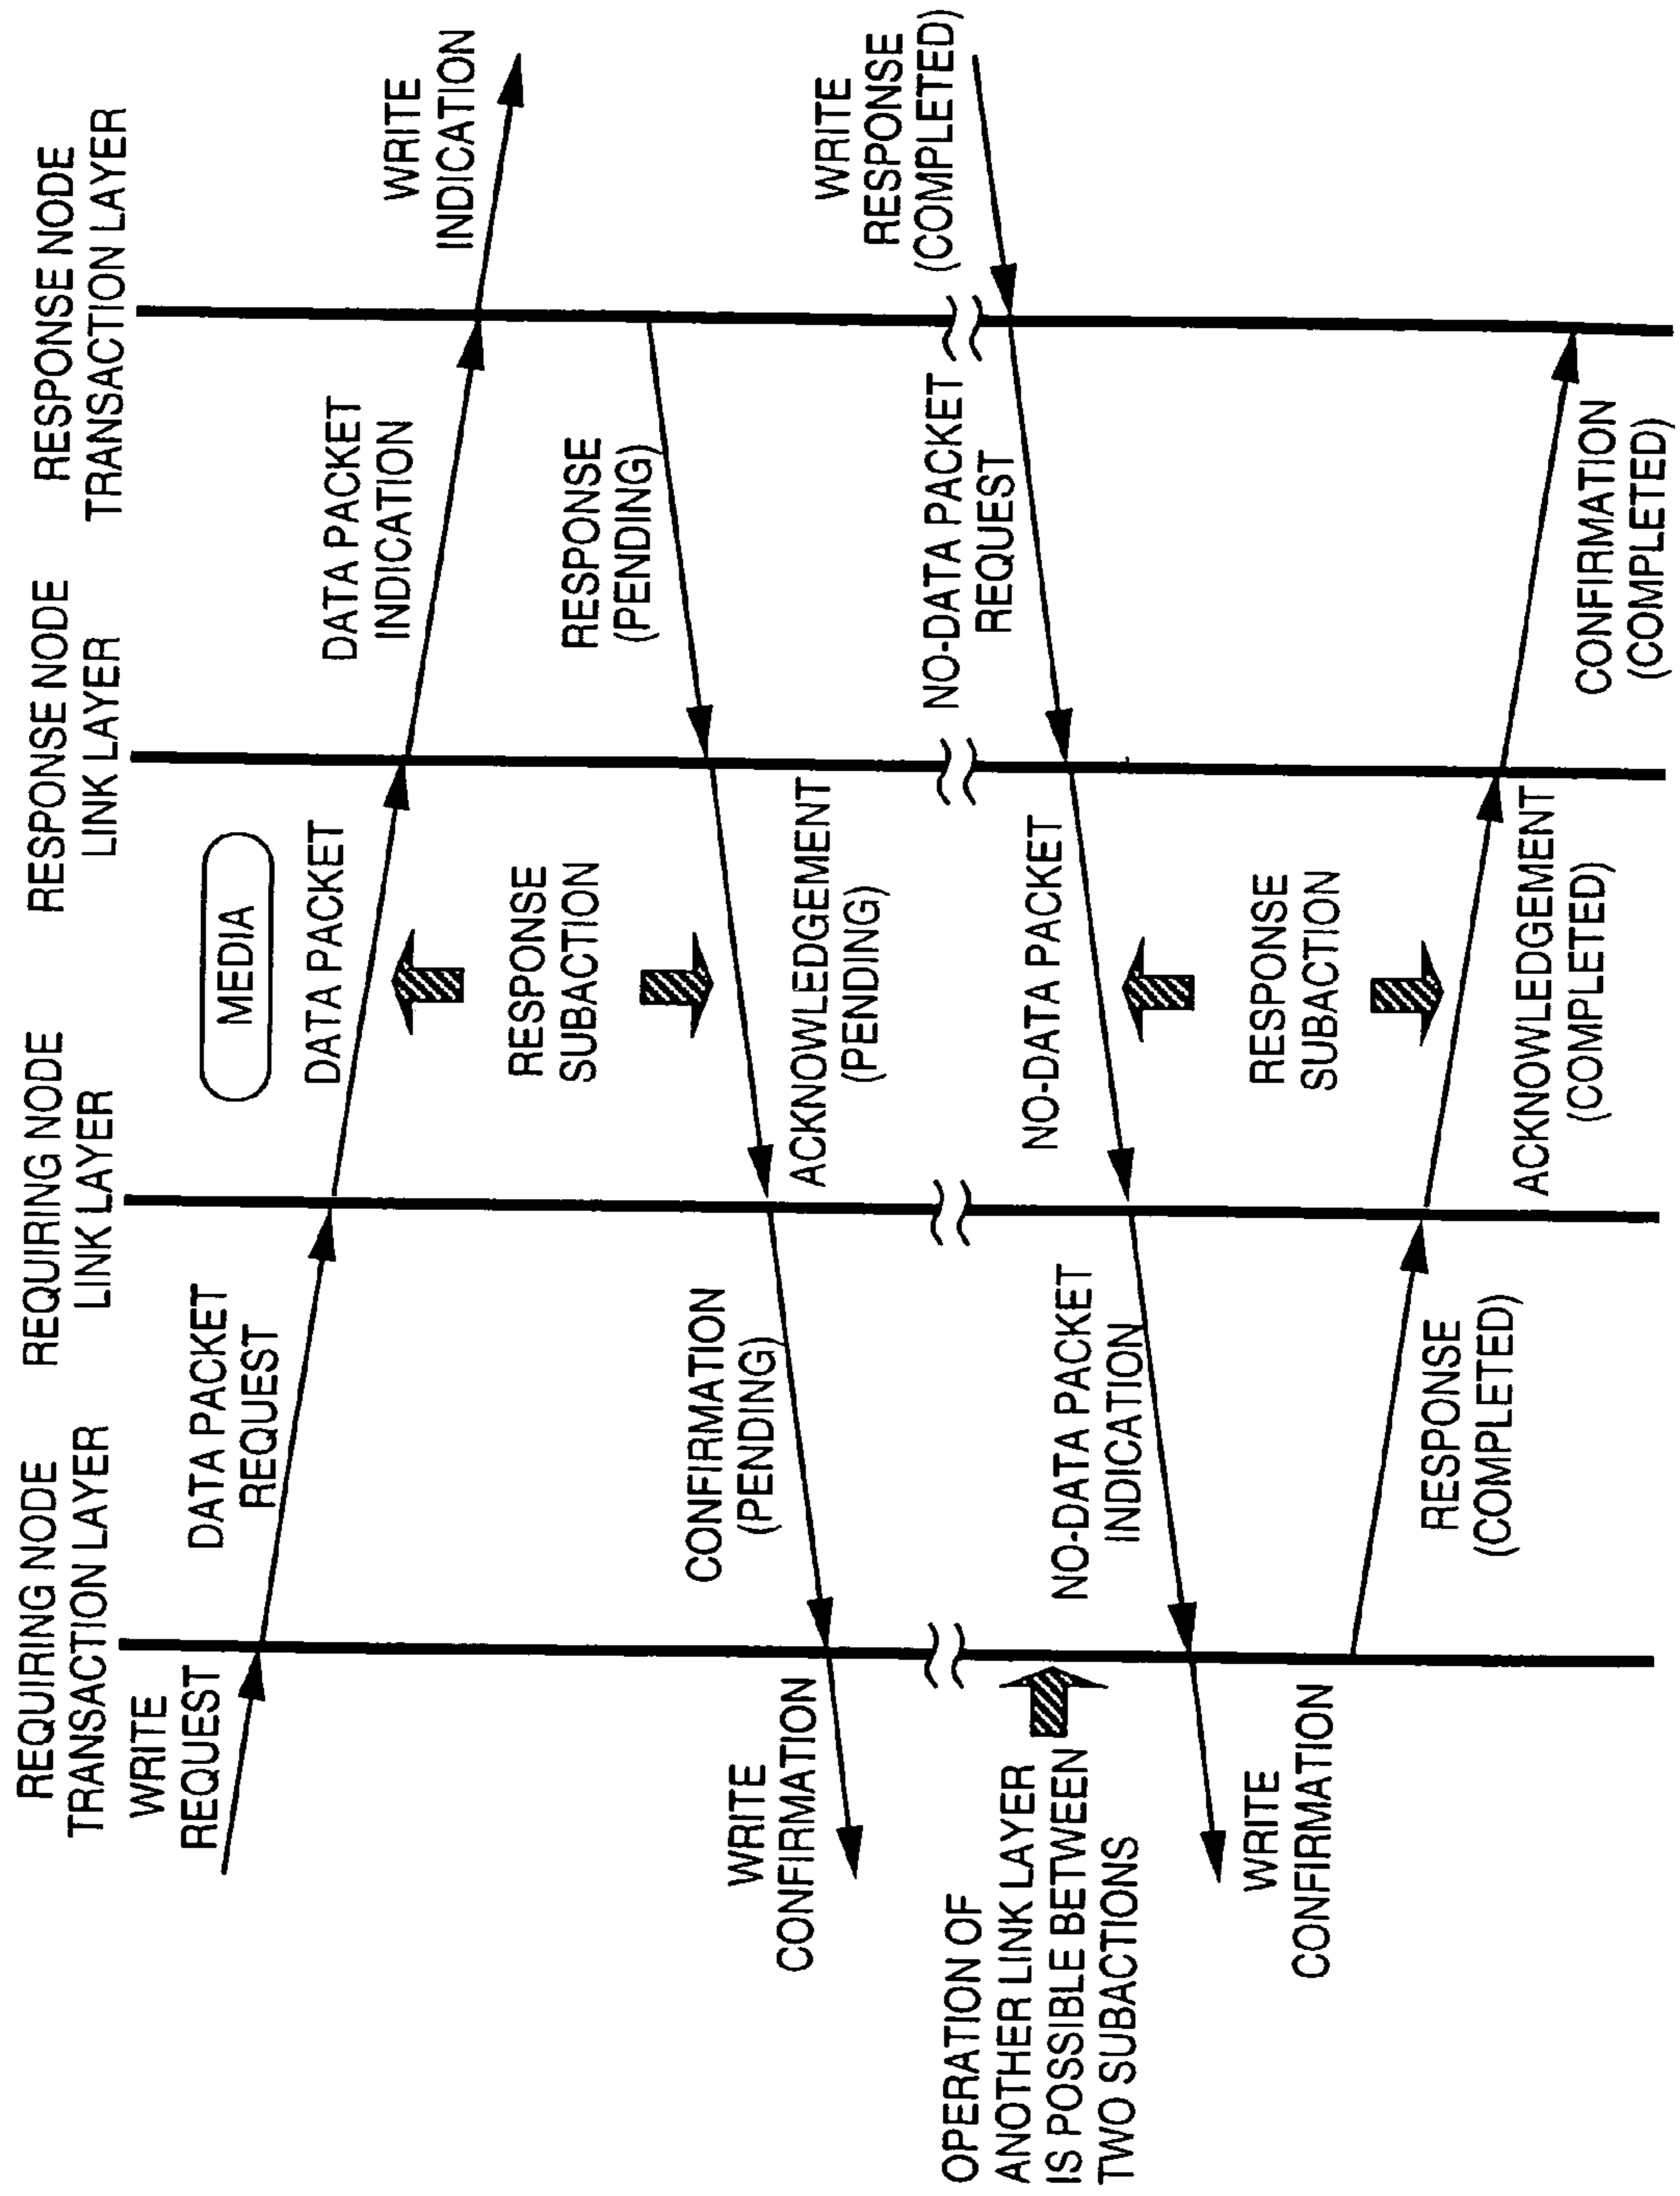 REQUIRING NODE
TRANSACTION LAYER
REQUIRING NODE
LINK LAYER
RESPONSE NODE
LINK LAYER
RESPONSE NODE
TRANSACTION LAYER
WRITE
REQUEST
DATA PACKET
REQUEST
MEDIA
DATA PACKET
DATA PACKET
INDICATION
WRITE
INDICATION
RESPONSE
SUBACTION
RESPONSE
(PENDING)
ACKNOWLEDGEMENT
(PENDING)
CONFIRMATION
(PENDING)
WRITE
CONFIRMATION
WRITE
RESPONSE
(COMPLETED)
NO-DATA PACKET
REQUEST
NO-DATA PACKET
NO-DATA PACKET
INDICATION
OPERATION OF
ANOTHER LINK LAYER
IS POSSIBLE BETWEEN
TWO SUBACTIONS
WRITE
CONFIRMATION
RESPONSE
SUBACTION
RESPONSE
(COMPLETED)
ACKNOWLEDGEMENT
(COMPLETED)
CONFIRMATION
(COMPLETED)